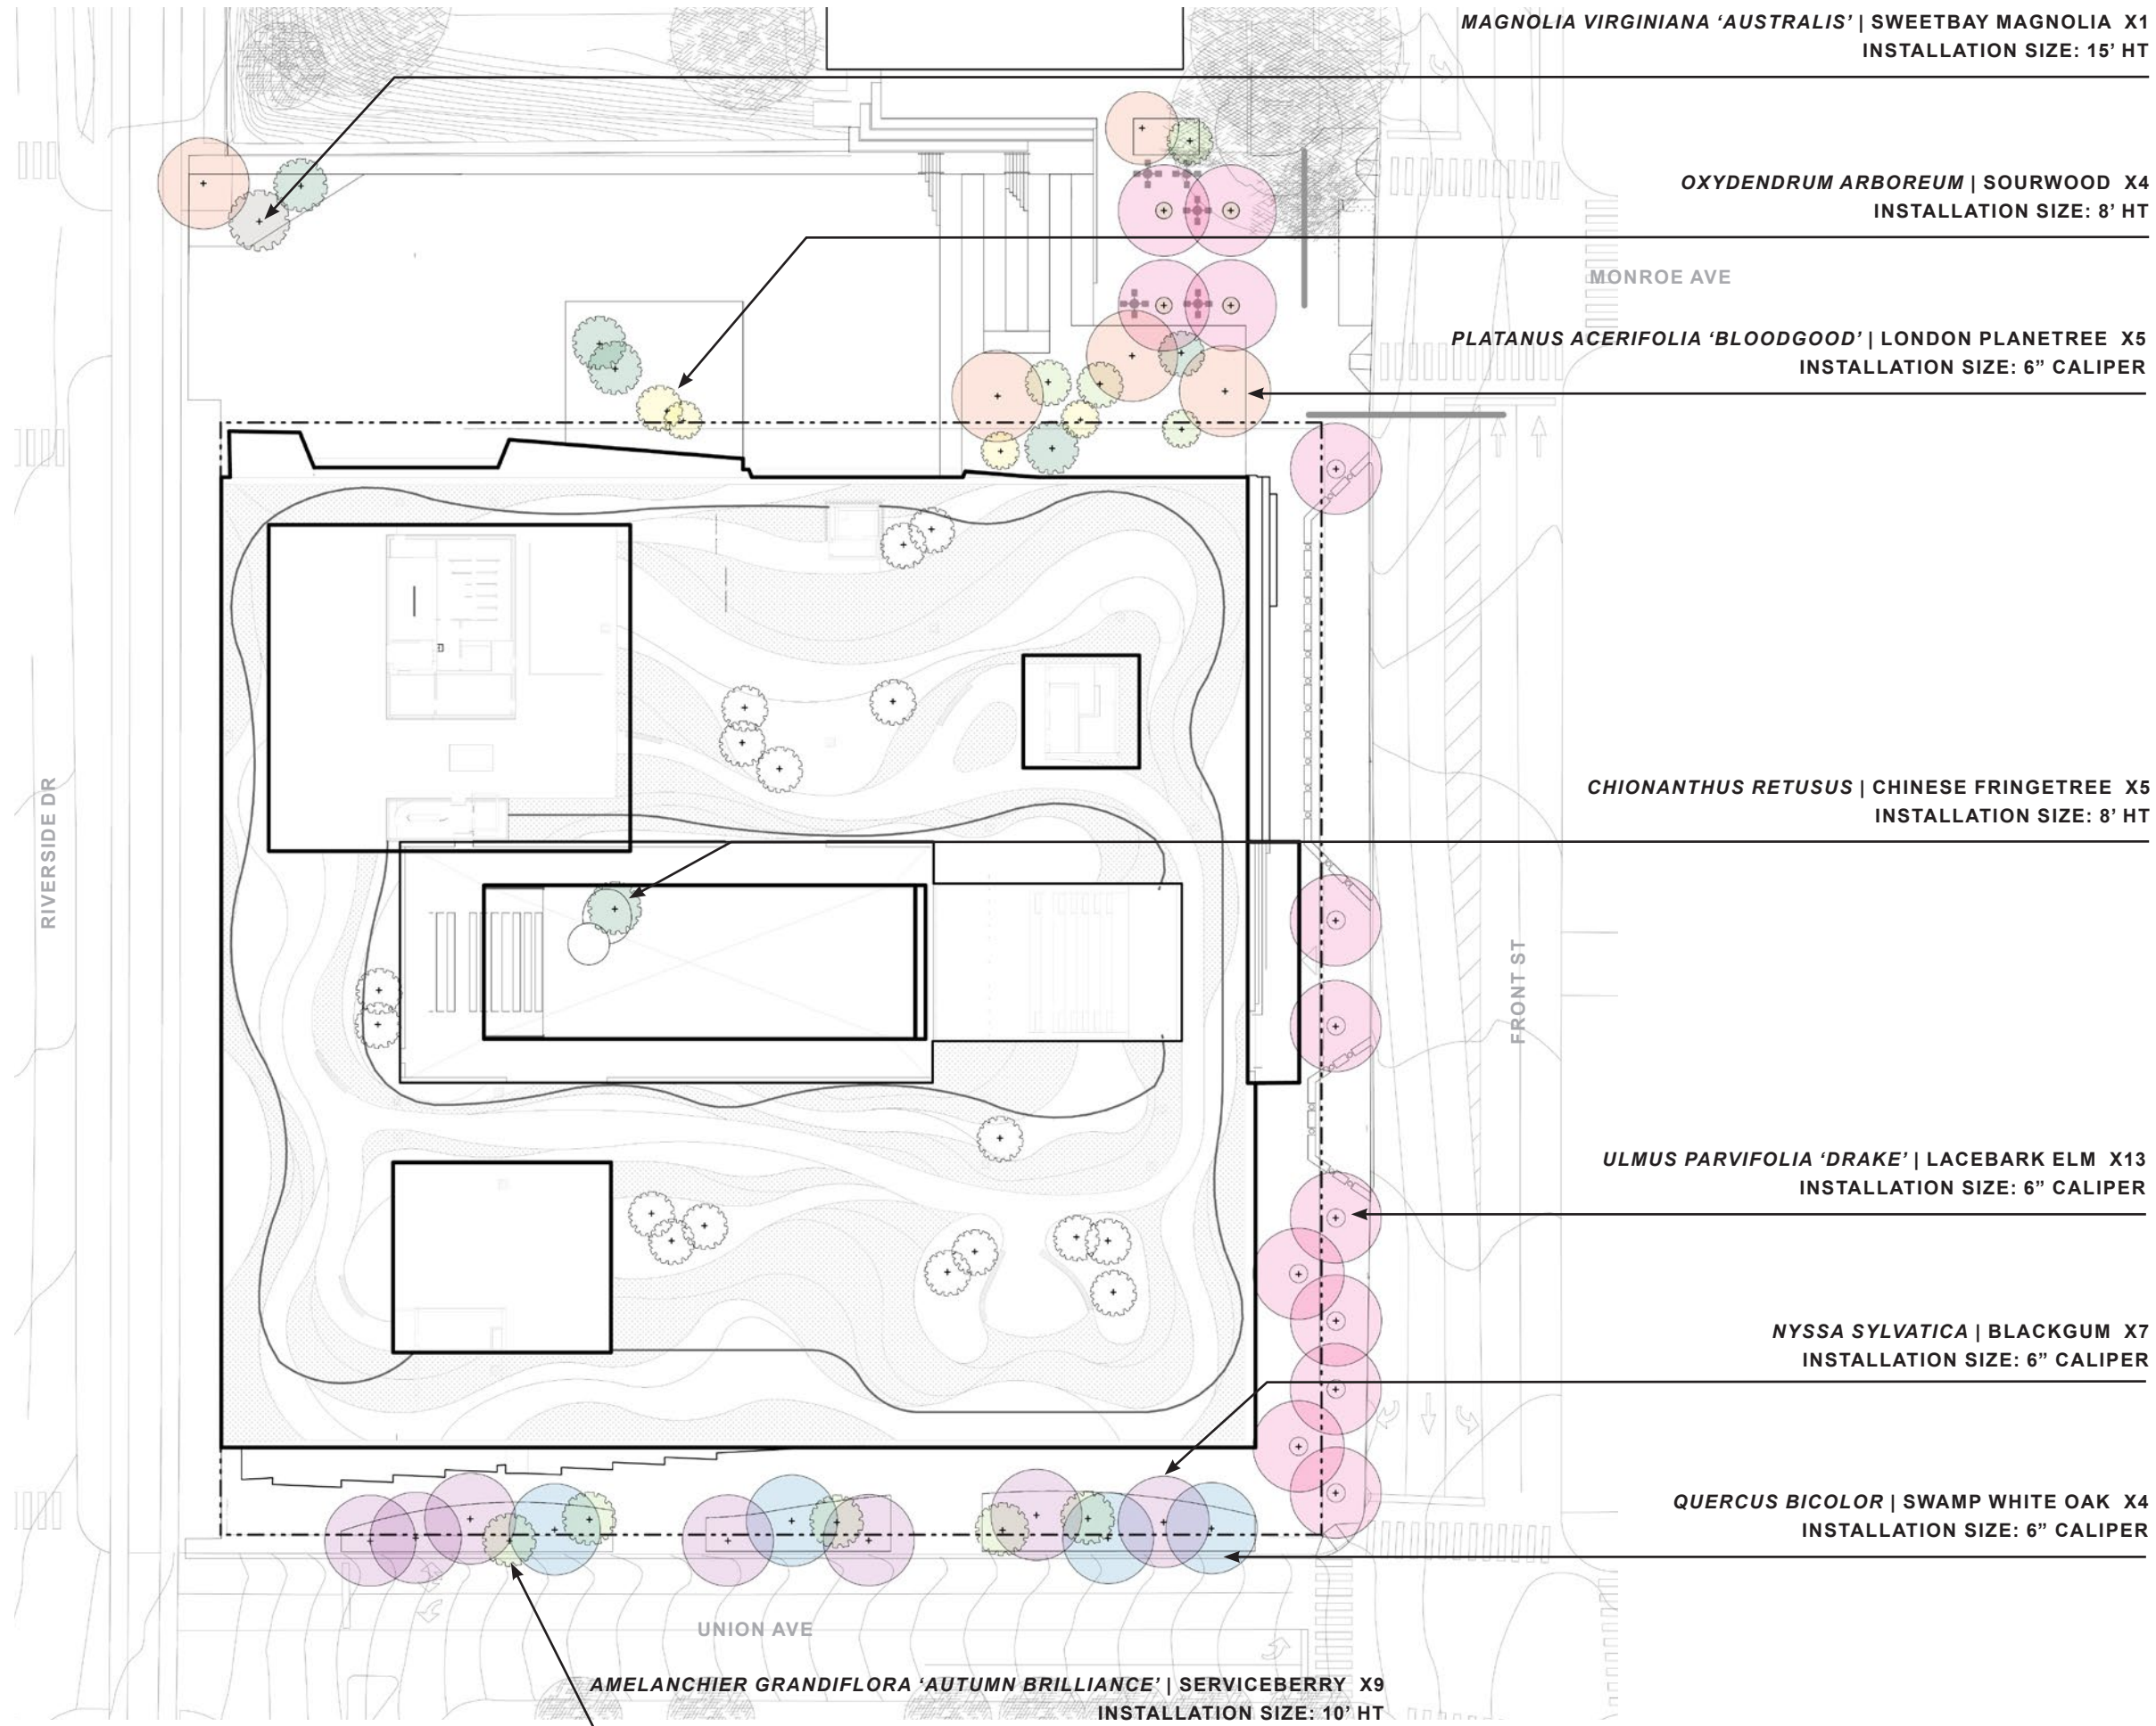 MAGNOLIA VIRGINIANA ‘AUSTRALIS’ | SWEETBAY MAGNOLIA X1
INSTALLATION SIZE: 15’ HT
OXYDENDRUM ARBOREUM | SOURWOOD X4
INSTALLATION SIZE: 8’ HT
MONROE AVE
PLATANUS ACERIFOLIA ‘BLOODGOOD’ | LONDON PLANETREE X5
INSTALLATION SIZE: 6” CALIPER
CHIONANTHUS RETUSUS | CHINESE FRINGETREE X5
INSTALLATION SIZE: 8’ HT
RIVERSIDE DR
FRONT ST
ULMUS PARVIFOLIA ‘DRAKE’ | LACEBARK ELM X13
INSTALLATION SIZE: 6” CALIPER
NYSSA SYLVATICA | BLACKGUM X7
INSTALLATION SIZE: 6” CALIPER
QUERCUS BICOLOR | SWAMP WHITE OAK X4
INSTALLATION SIZE: 6” CALIPER
UNION AVE
AMELANCHIER GRANDIFLORA ‘AUTUMN BRILLIANCE’ | SERVICEBERRY X9
INSTALLATION SIZE: 10’ HT